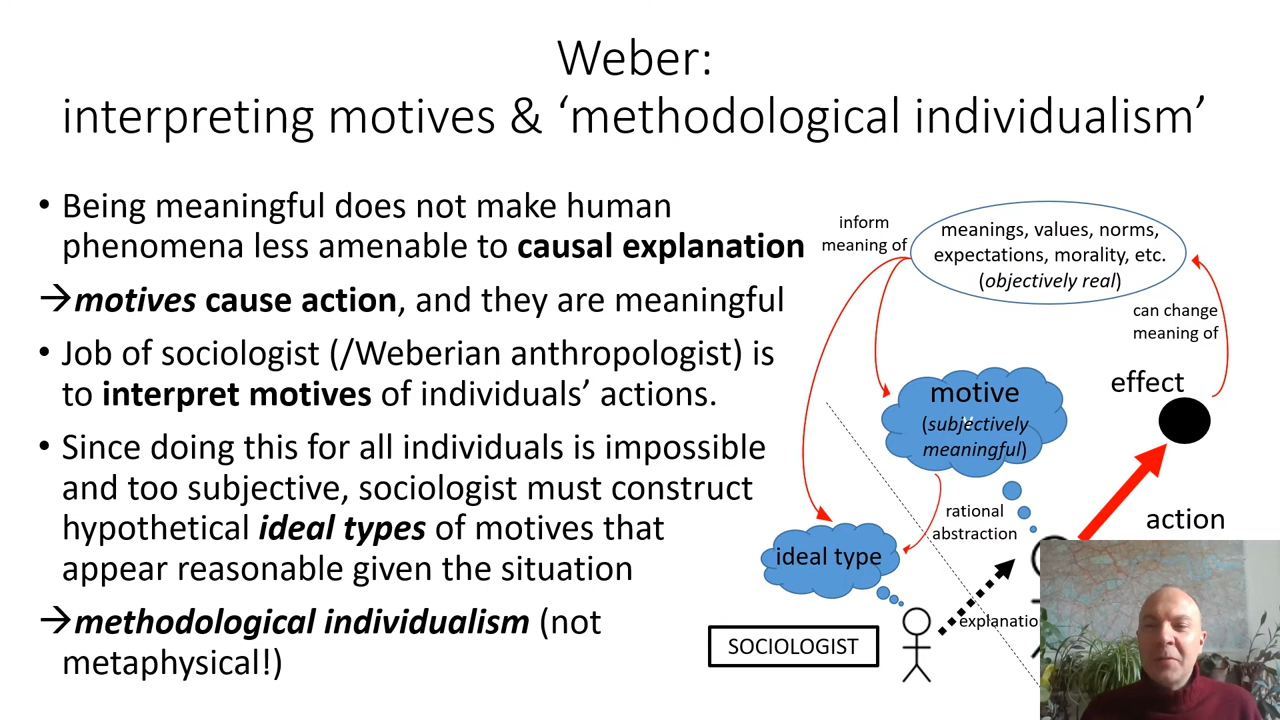 Weber:
interpreting motives & ‘methodological individualism’
• Being meaningful does not make human
phenomena less amenable to causal explanation
→motives cause action, and they are meaningful
• Job of sociologist (/Weberian anthropologist) is
to interpret motives of individuals’ actions.
• Since doing this for all individuals is impossible
and too subjective, sociologist must construct
hypothetical ideal types of motives that
appear reasonable given the situation
→methodological individualism (not
metaphysical!)
inform
meaning of
meanings, values, norms,
expectations, morality, etc.
(objectively real)
can change
meaning of
effect
motive
(subjectively
meaningful)
rational
abstraction
action
ideal type
explanatio
SOCIOLOGIST